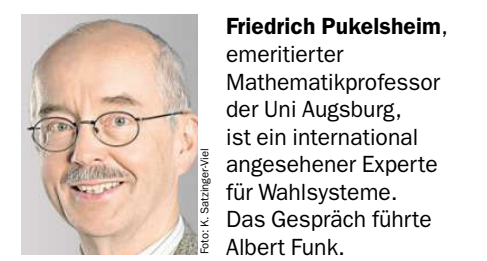 Friedrich Pukelsheim,
emeritierter
Mathematikprofessor
der Uni Augsburg,
ist ein international
angesehener Experte
für Wahlsysteme.
Das Gespräch führte
Albert Funk.
Foto: K. Satzinger-Viel